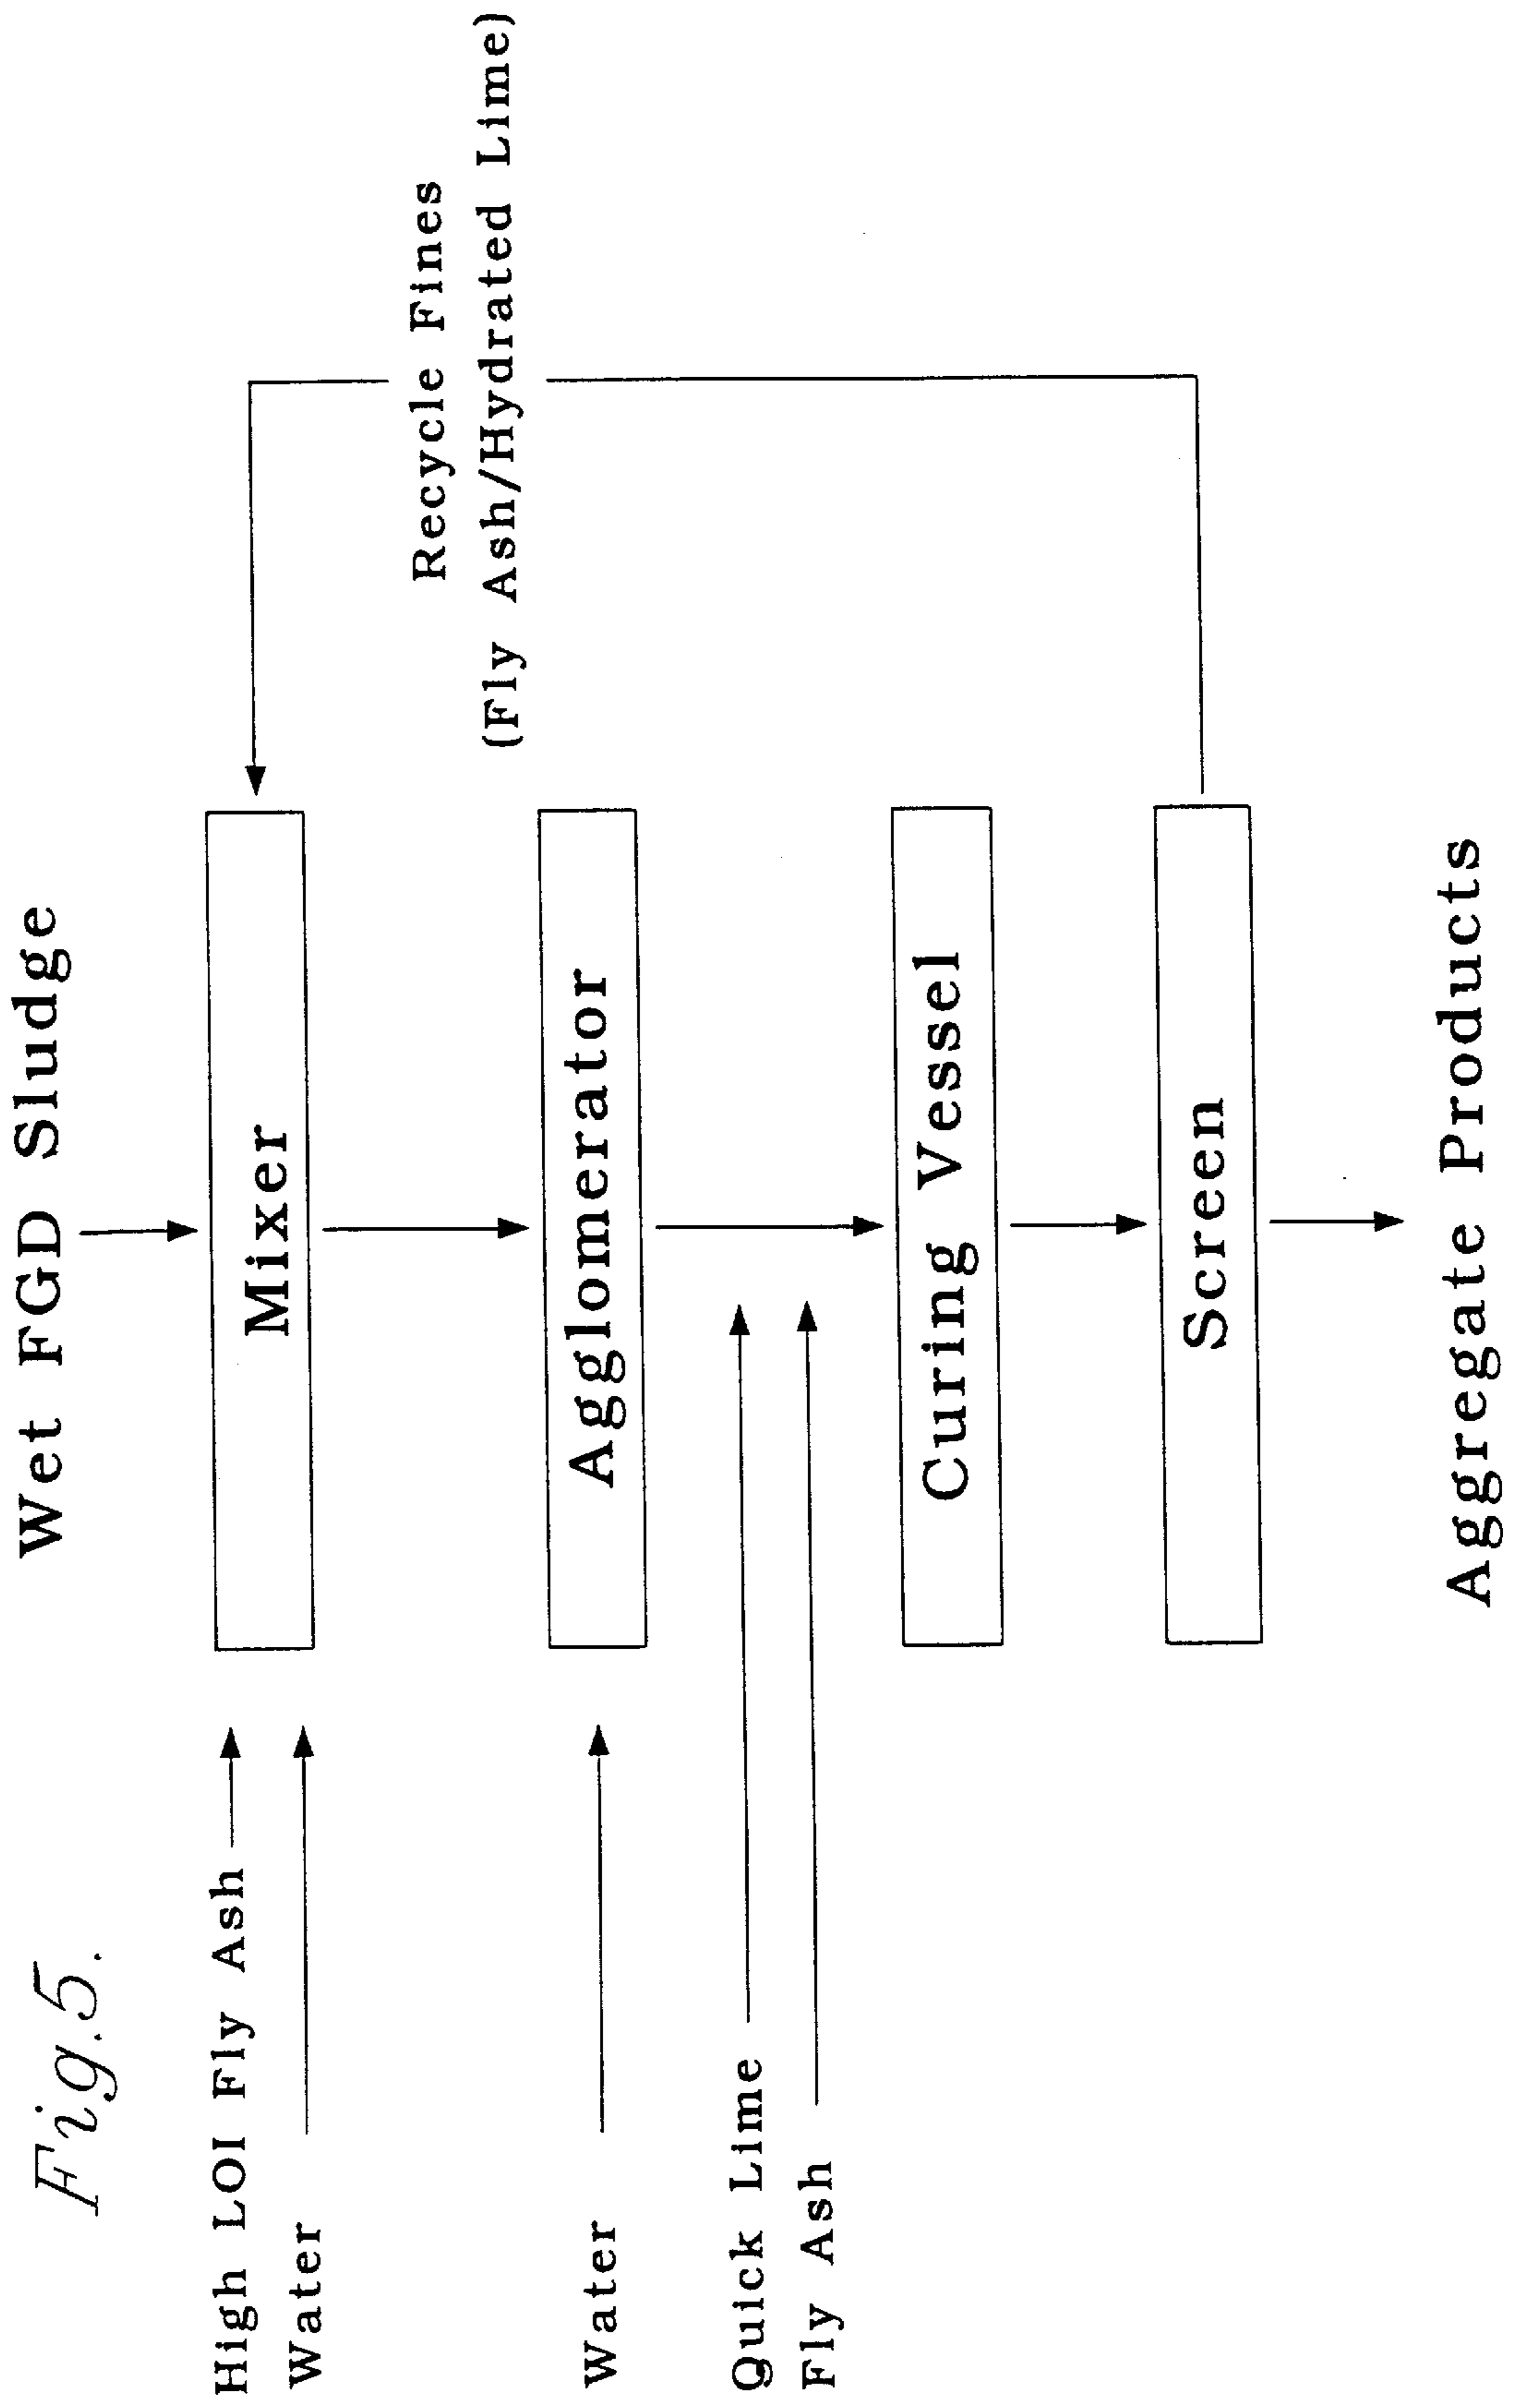 Fig.5.
Wet FGD Sludge
High LOI Fly Ash
Water
Mixer
Recycle Fines
(Fly Ash/Hydrated Lime)
Water
Agglomerator
Quick Lime
Fly Ash
Curing Vessel
Screen
Aggregate Products